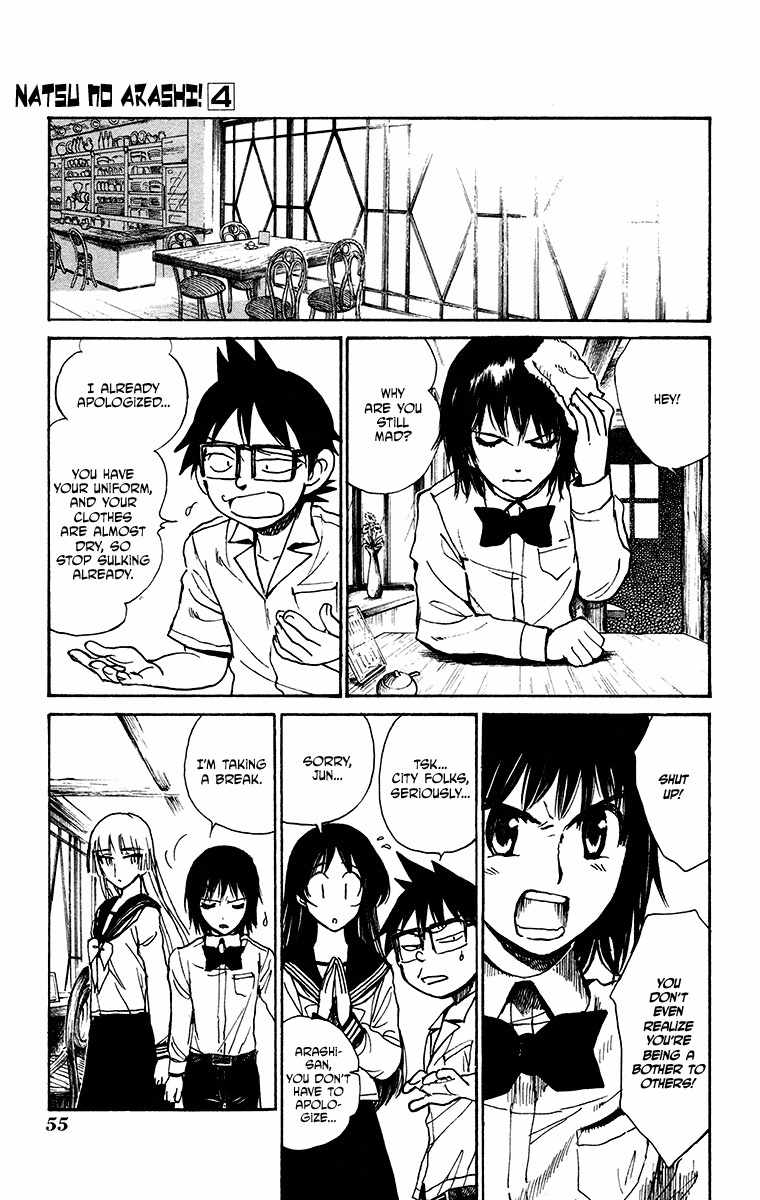 NATSU NO ARASHI! 4
HEY!
WHY
ARE YOU
STILL
MAD?
I ALREADY
APOLOGIZED...
YOU HAVE
YOUR UNIFORM,
AND YOUR
CLOTHES
ARE ALMOST
DRY, SO
STOP SULKING
ALREADY.
SHUT
UP!
YOU
DON'T
EVEN
REALIZE
YOU'RE
BEING A
BOTHER TO
OTHERS!
TSK...
CITY FOLKS,
SERIOUSLY...
SORRY,
JUN...
ARASHI-
SAN,
YOU DON'T
HAVE TO
APOLO-
GIZE...
I'M TAKING
A BREAK.
55